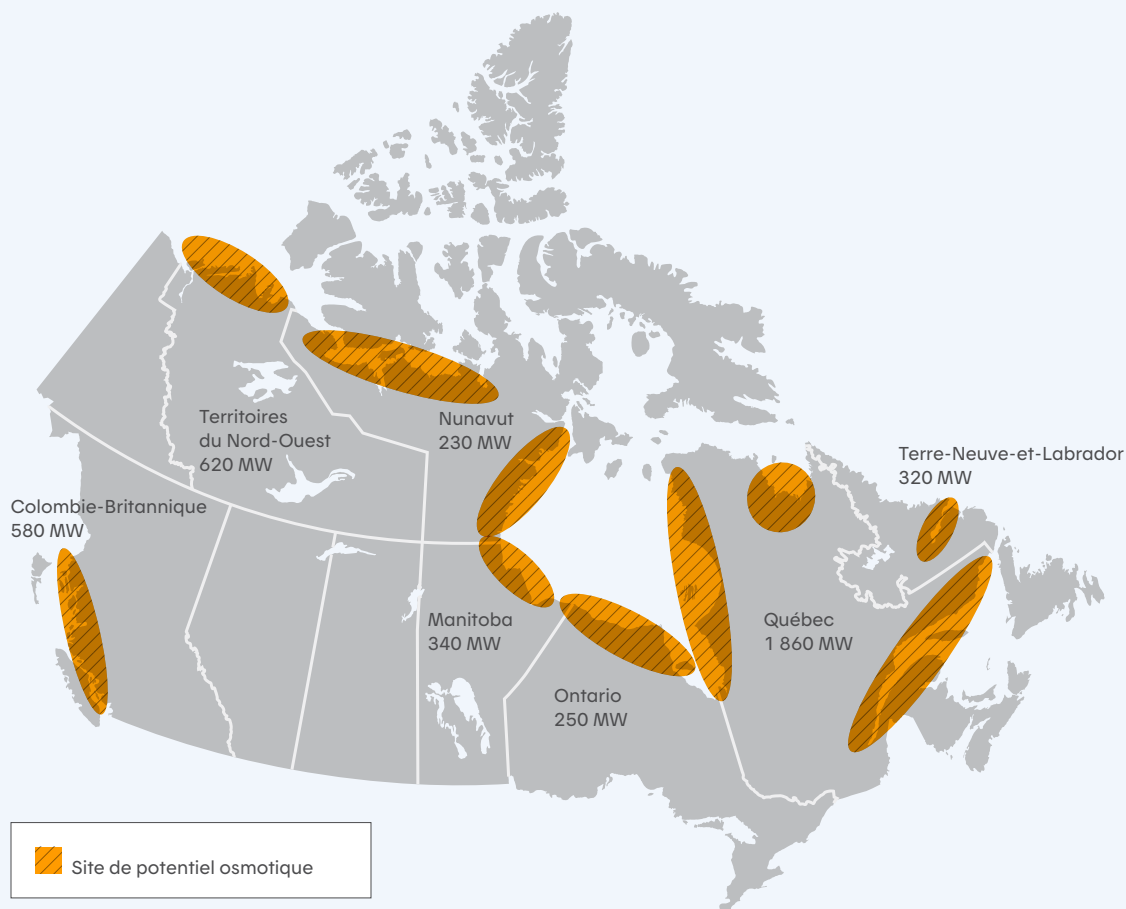 Territoires
du Nord-Ouest
620 MW
Nunavut
230 MW
Terre-Neuve-et-Labrador
320 MW
Colombie-Britannique
580 MW
Manitoba
340 MW
Québec
1 860 MW
Ontario
250 MW
Site de potentiel osmotique